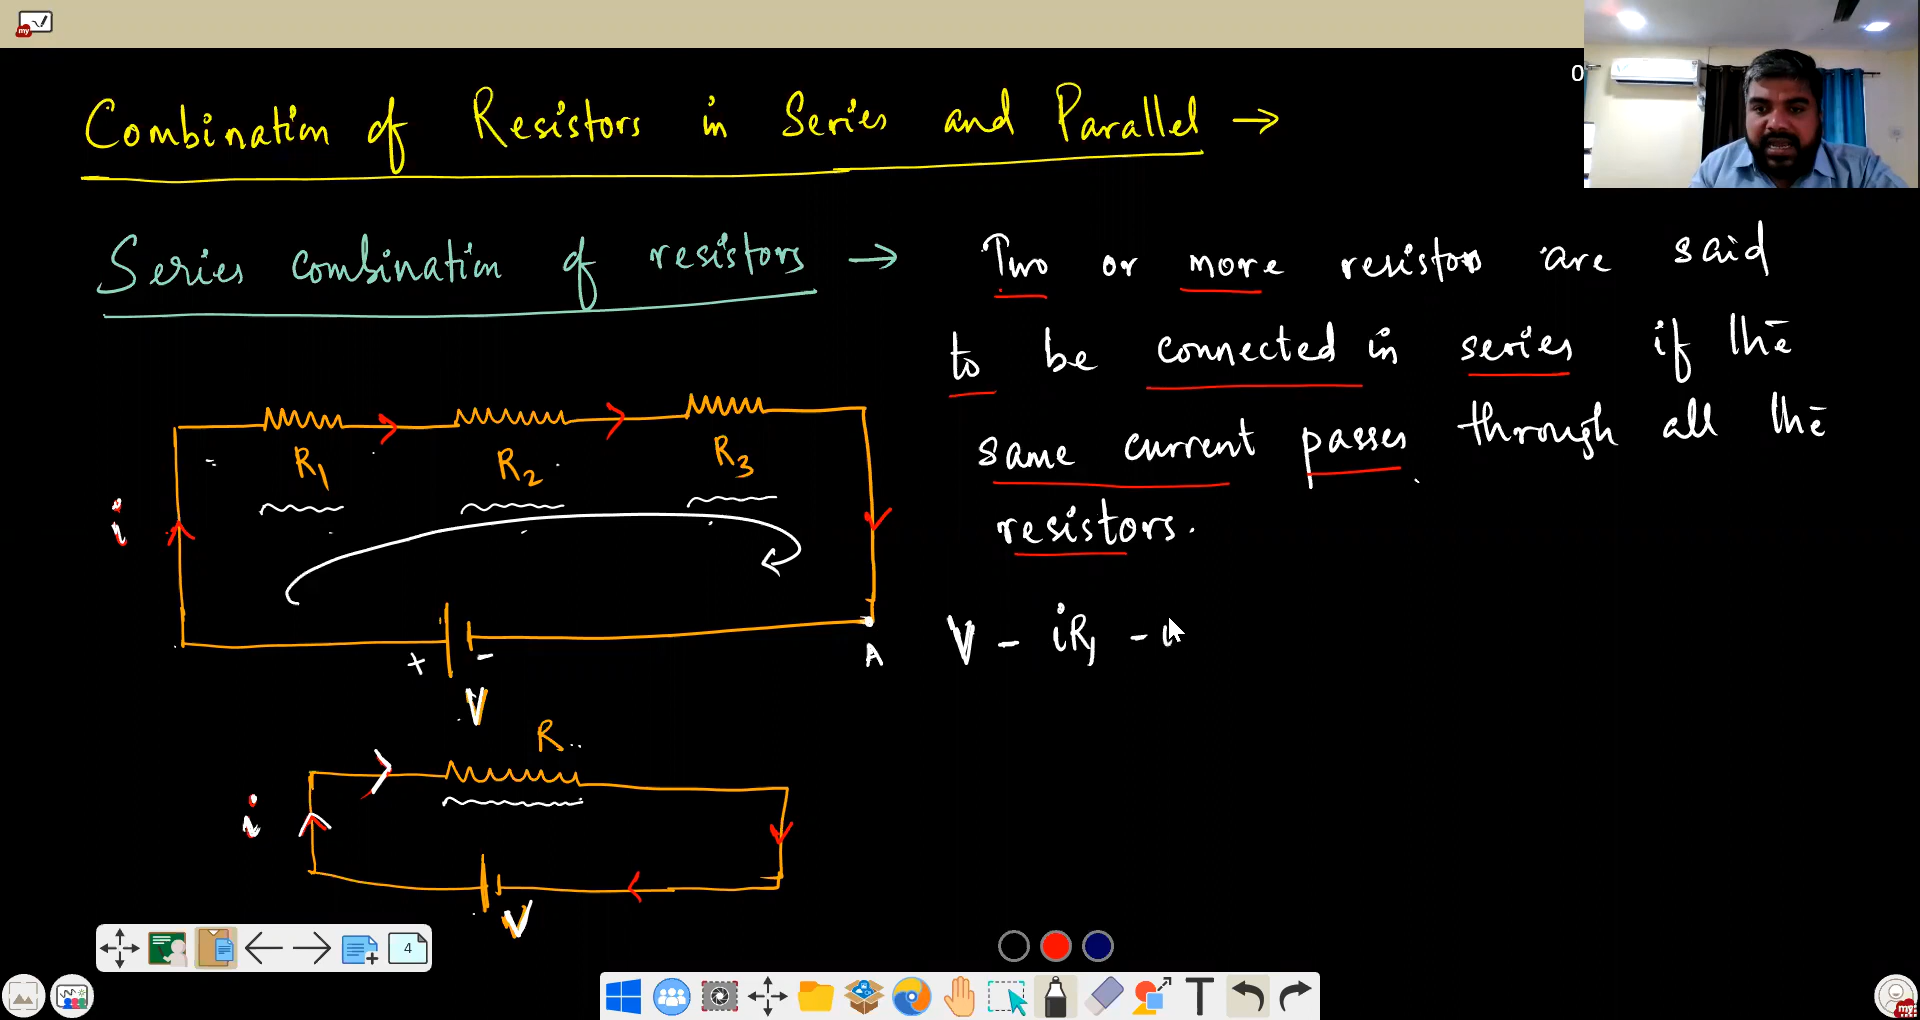 Combination of Resistors in Series and Parallel →
Series combination of resistors →
Two or more resistors are said
to be connected in series if the
same current passes through all the
resistors.
R1 R2 R3
i
+ -
V
A
V - iR1 - i
R
i
V
4